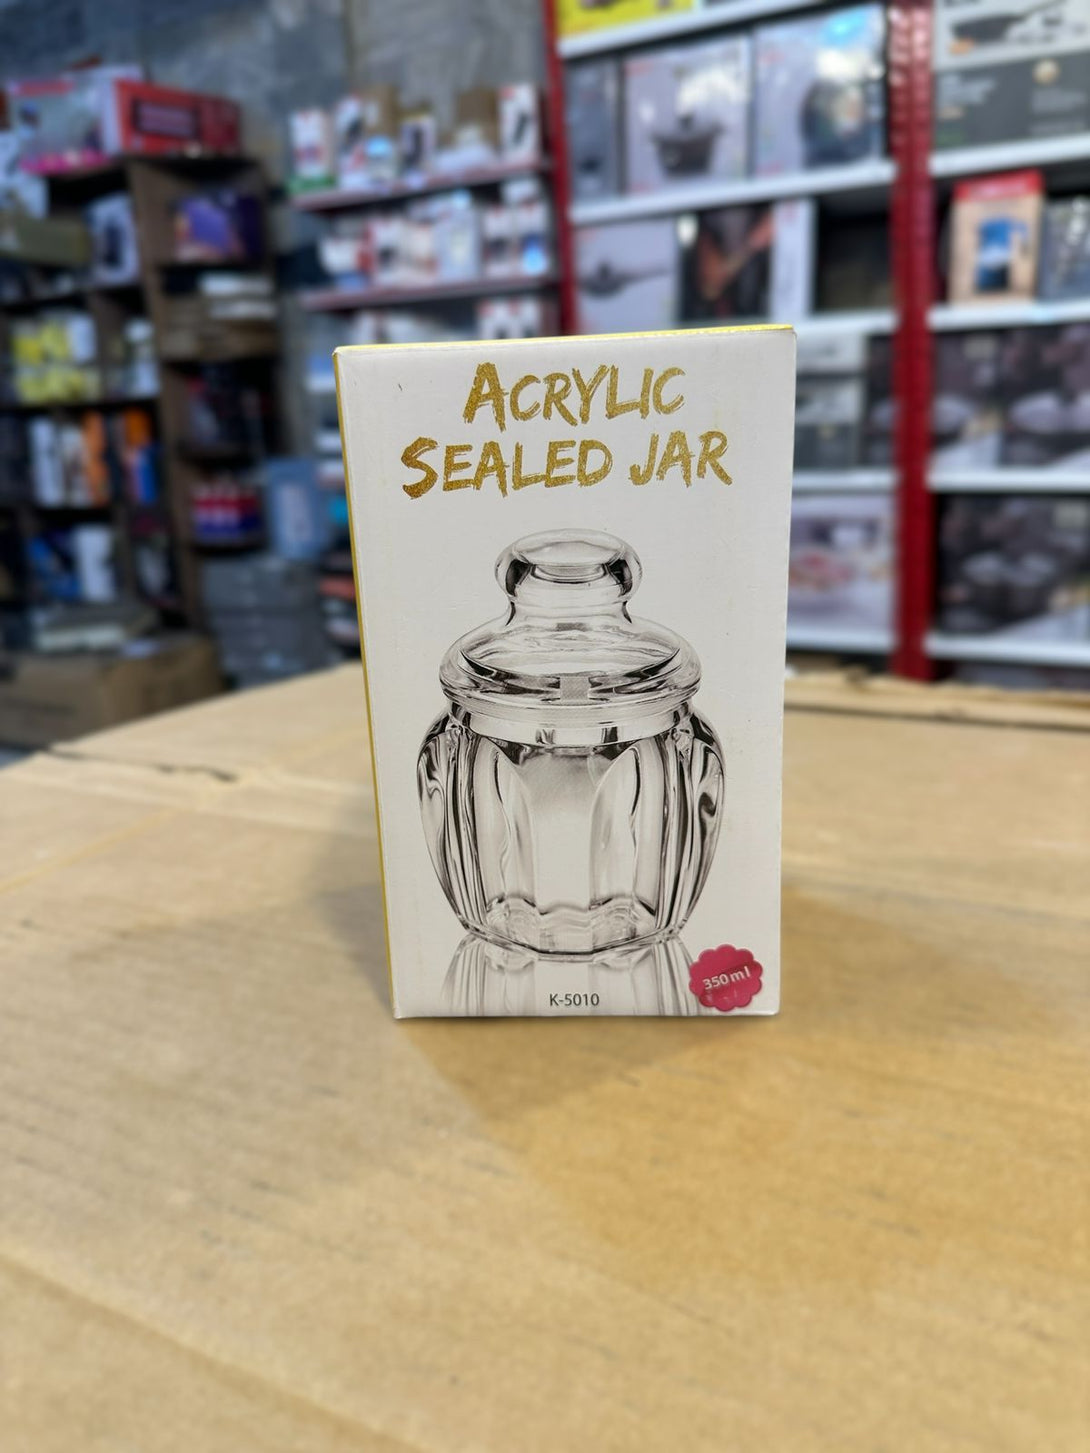 ACRYLIC
SEALED JAR
350ml
K-5010